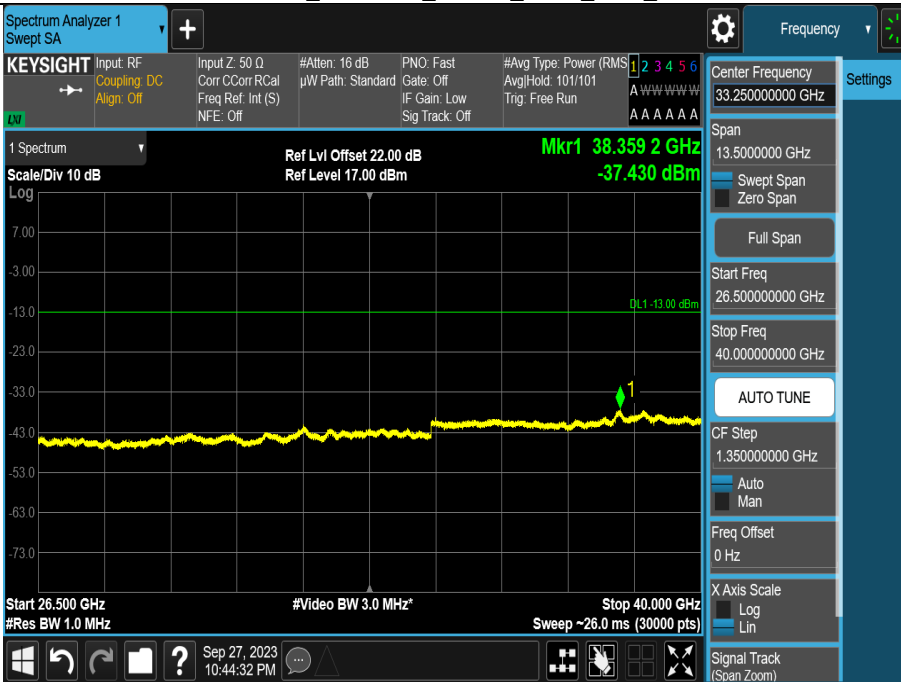 Spectrum Analyzer 1
Swept SA
+
Frequency
KEYSIGHT
LXI
Input: RF
Coupling: DC
Align: Off
Input Z: 50 Ω
Corr CCorr RCal
Freq Ref: Int (S)
NFE: Off
#Atten: 16 dB
µW Path: Standard
PNO: Fast
Gate: Off
IF Gain: Low
Sig Track: Off
#Avg Type: Power (RMS
Avg|Hold: 101/101
Trig: Free Run
1 2 3 4 5 6
A W W W W W
A A A A A A
1 Spectrum
Scale/Div 10 dB
Log
Ref Lvl Offset 22.00 dB
Ref Level 17.00 dBm
Mkr1 38.359 2 GHz
-37.430 dBm
7.00
-3.00
-13.0
-23.0
-33.0
-43.0
-53.0
-63.0
-73.0
DL1 -13.00 dBm
1
Start 26.500 GHz
#Res BW 1.0 MHz
#Video BW 3.0 MHz*
Stop 40.000 GHz
Sweep ~26.0 ms (30000 pts)
Center Frequency
33.250000000 GHz
Settings
Span
13.5000000 GHz
Swept Span
Zero Span
Full Span
Start Freq
26.500000000 GHz
Stop Freq
40.000000000 GHz
AUTO TUNE
CF Step
1.350000000 GHz
Auto
Man
Freq Offset
0 Hz
X Axis Scale
Log
Lin
Signal Track
(Span Zoom)
?
Sep 27, 2023
10:44:32 PM